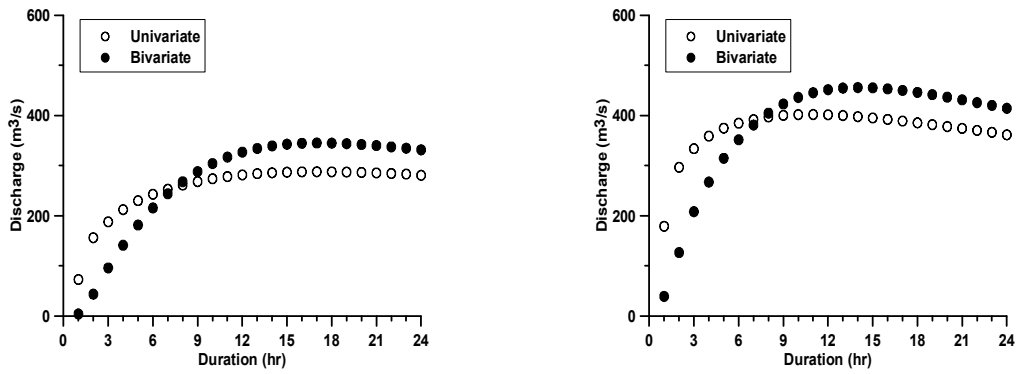 600
Univariate
Bivariate
400
200
0
Discharge (m3/s)
0 3 6 9 12 15 18 21 24
Duration (hr)
600
Univariate
Bivariate
400
200
0
Discharge (m3/s)
0 3 6 9 12 15 18 21 24
Duration (hr)